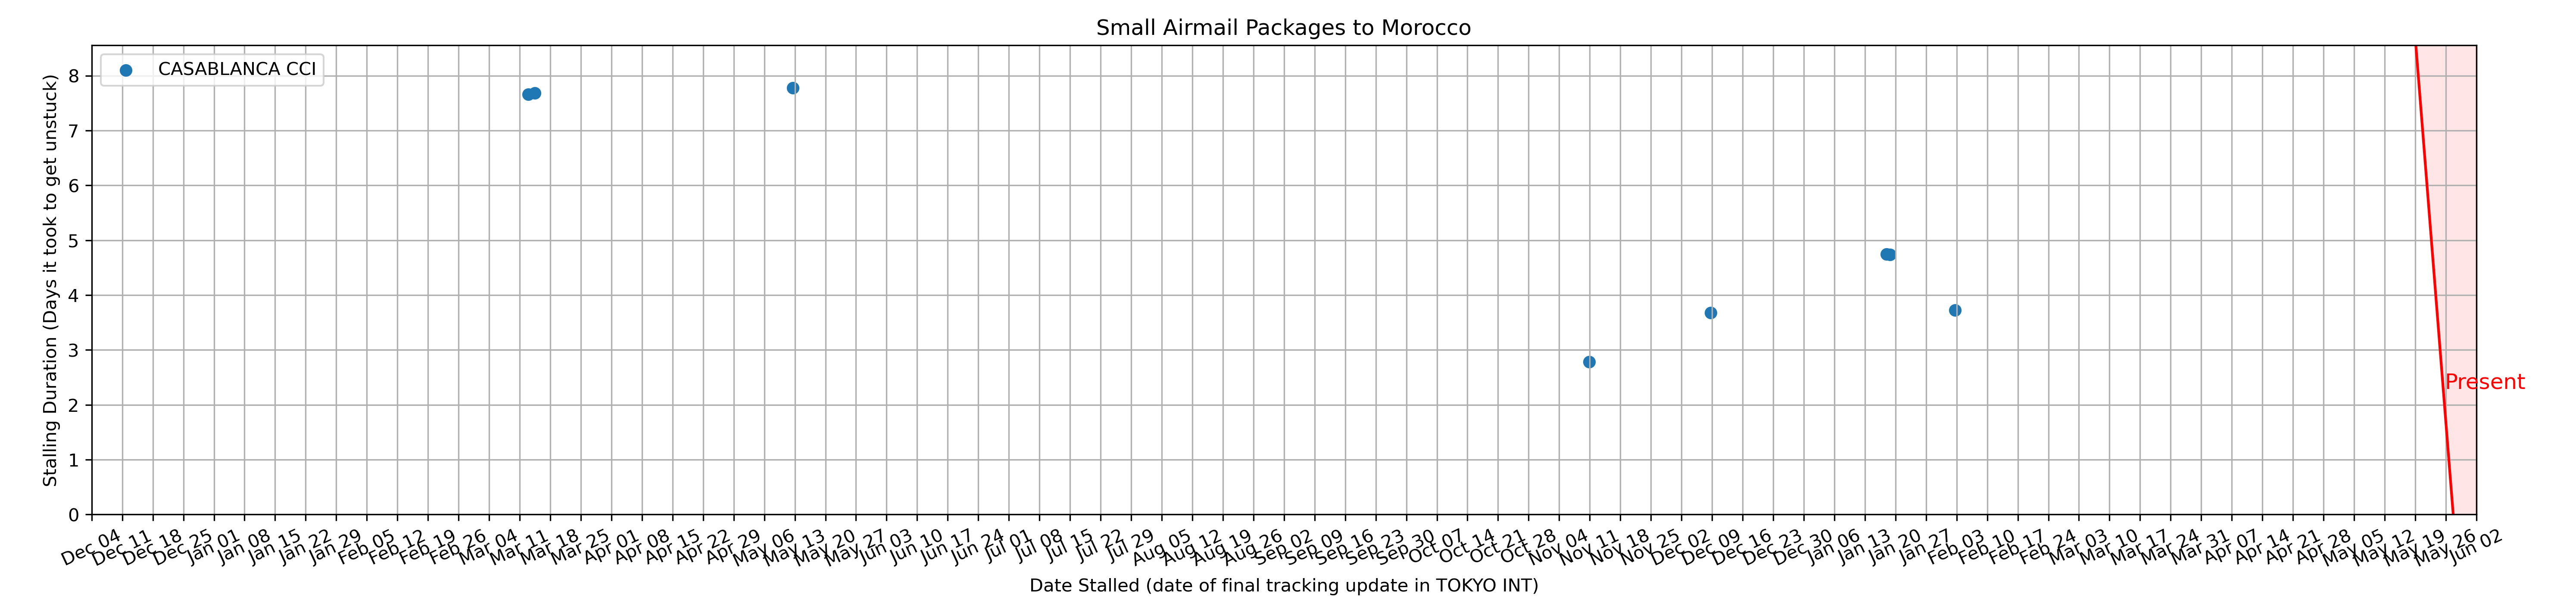 Small Airmail Packages to Morocco
CASABLANCA CCI
Stalling Duration (Days it took to get unstuck)
8
7
6
5
4
3
2
1
0
Present
Dec 04
Dec 11
Dec 18
Dec 25
Jan 01
Jan 08
Jan 15
Jan 22
Jan 29
Feb 05
Feb 12
Feb 19
Feb 26
Mar 04
Mar 11
Mar 18
Mar 25
Apr 01
Apr 08
Apr 15
Apr 22
Apr 29
May 06
May 13
May 20
May 27
Jun 03
Jun 10
Jun 17
Jun 24
Jul 01
Jul 08
Jul 15
Jul 22
Jul 29
Aug 05
Aug 12
Aug 19
Aug 26
Sep 02
Sep 09
Sep 16
Sep 23
Sep 30
Oct 07
Oct 14
Oct 21
Oct 28
Nov 04
Nov 11
Nov 18
Nov 25
Dec 02
Dec 09
Dec 16
Dec 23
Dec 30
Jan 06
Jan 13
Jan 20
Jan 27
Feb 03
Feb 10
Feb 17
Feb 24
Mar 03
Mar 10
Mar 17
Mar 24
Mar 31
Apr 07
Apr 14
Apr 21
Apr 28
May 05
May 12
May 19
May 26
Jun 02
Date Stalled (date of final tracking update in TOKYO INT)